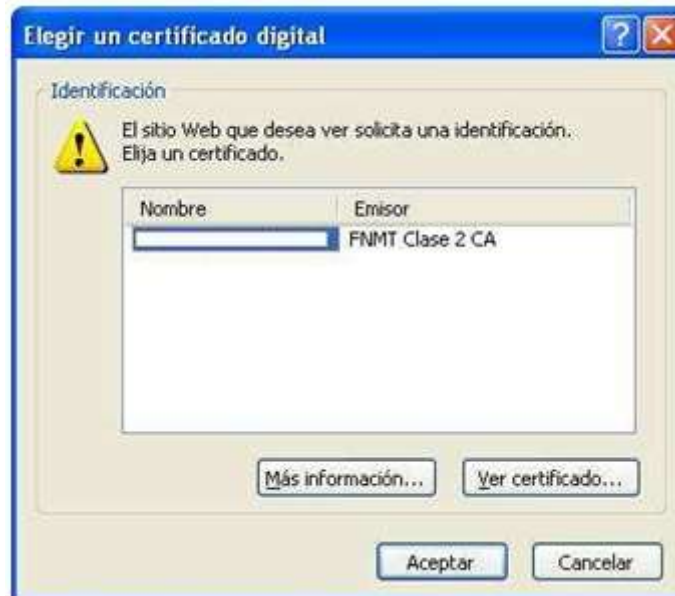 Elegir un certificado digital
Identificación
El sitio Web que desea ver solicita una identificación.
Elija un certificado.
Nombre Emisor
FNMT Clase 2 CA
Más información... Ver certificado...
Aceptar Cancelar